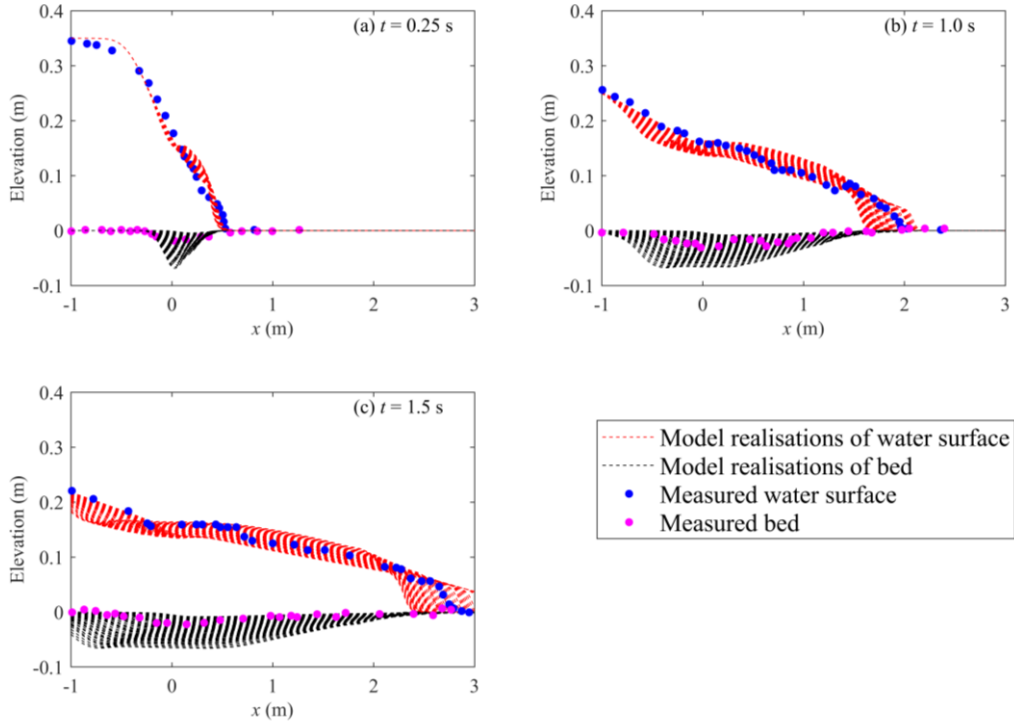 (a) t = 0.25 s
0.4
0.3
0.2
0.1
0
-0.1
Elevation (m)
-1 0 1 2 3
x (m)
(b) t = 1.0 s
0.4
0.3
0.2
0.1
0
-0.1
Elevation (m)
-1 0 1 2 3
x (m)
(c) t = 1.5 s
0.4
0.3
0.2
0.1
0
-0.1
Elevation (m)
-1 0 1 2 3
x (m)
Model realisations of water surface
Model realisations of bed
Measured water surface
Measured bed